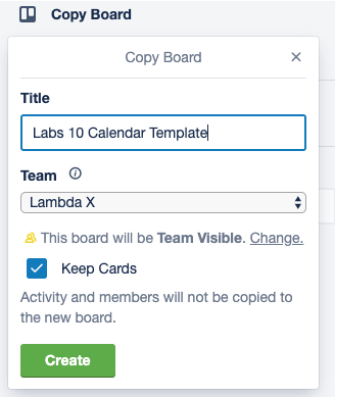 Copy Board
Copy Board
Title
Labs 10 Calendar Template
Team
Lambda X
This board will be Team Visible. Change.
Keep Cards
Activity and members will not be copied to
the new board.
Create